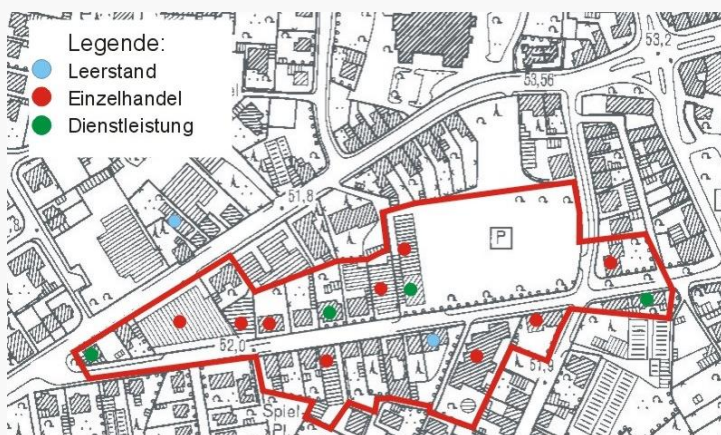 Legende:
Leerstand
Einzelhandel
Dienstleistung
53,2
53,56
51,8
P
52,0
51,9
Spiel
Pl.